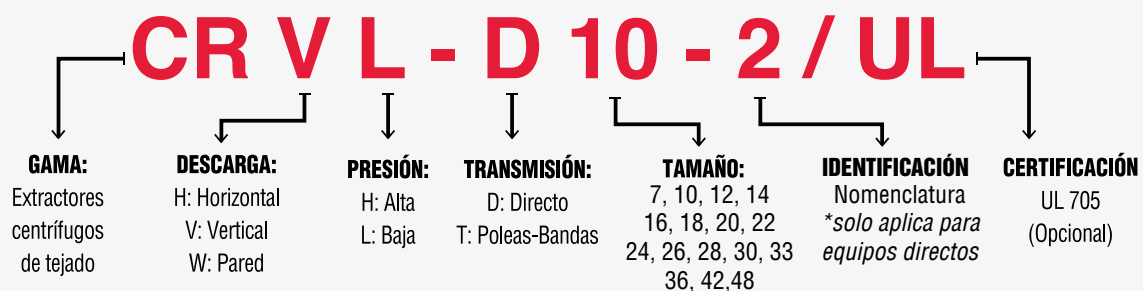 CR V L - D 10 - 2 / UL
GAMA:
Extractores
centrífugos
de tejado
DESCARGA:
H: Horizontal
V: Vertical
W: Pared
PRESIÓN:
H: Alta
L: Baja
TRANSMISIÓN:
D: Directo
T: Poleas-Bandas
TAMAÑO:
7, 10, 12, 14
16, 18, 20, 22
24, 26, 28, 30, 33
36, 42,48
IDENTIFICACIÓN
Nomenclatura
*solo aplica para
equipos directos
CERTIFICACIÓN
UL 705
(Opcional)